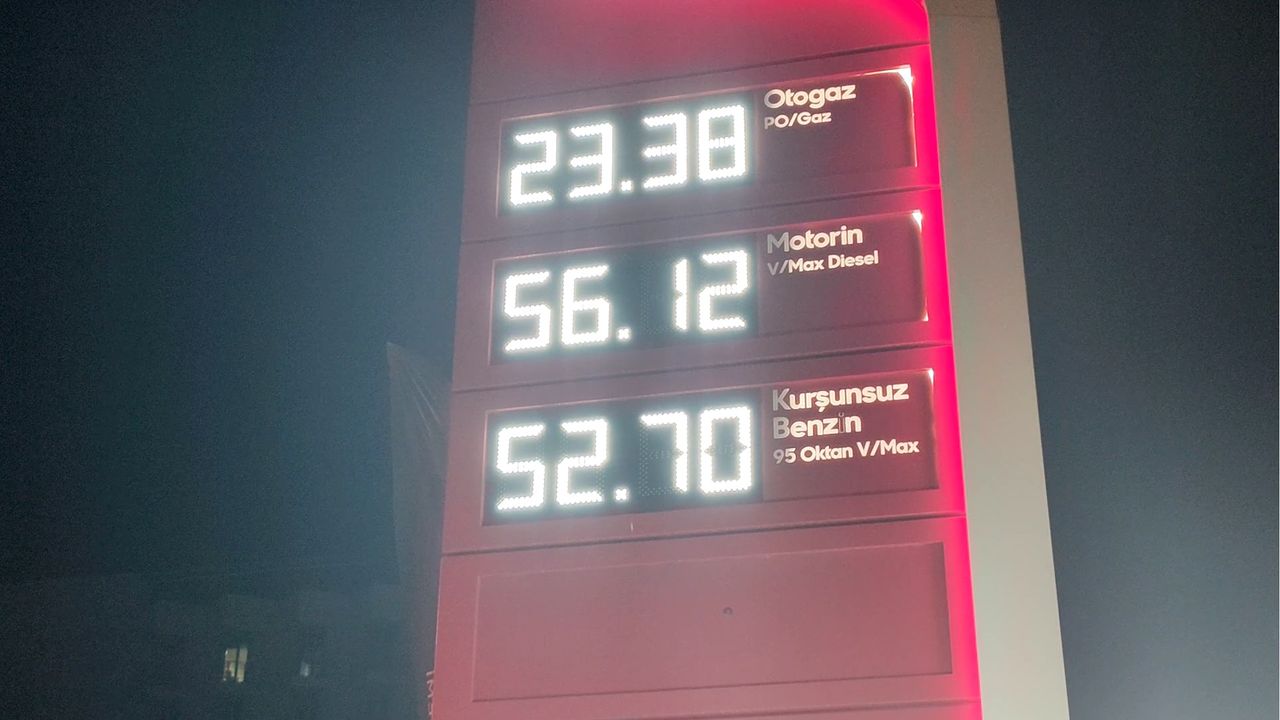 23.38
Otogaz
PO/Gaz
56.12
Motorin
V/Max Diesel
52.70
Kurşunsuz
Benzin
95 Oktan V/Max